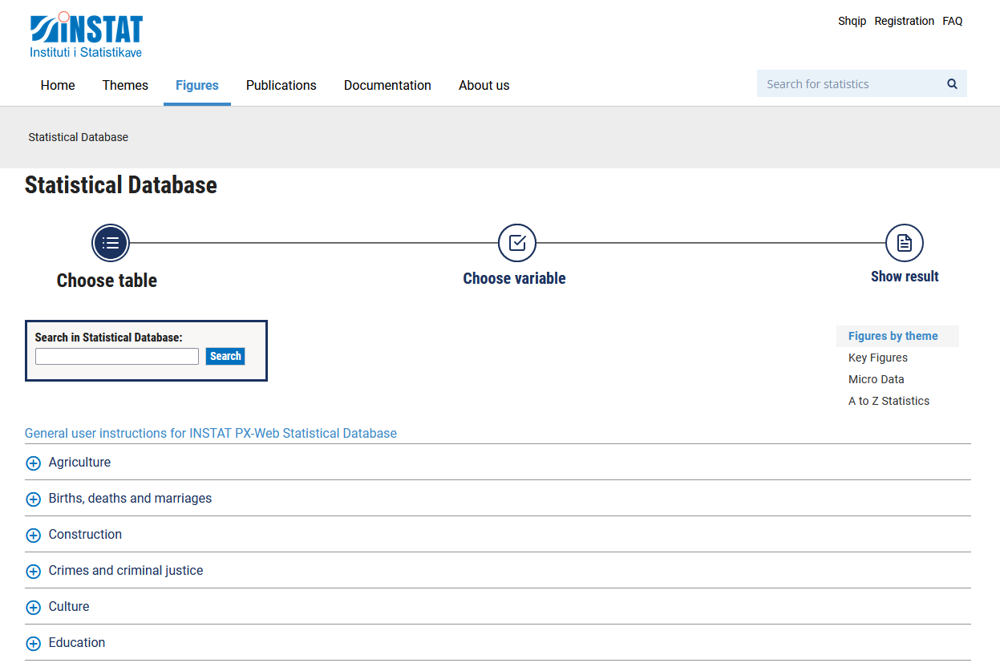 INSTAT
Instituti i Statistikave
Shqip Registration FAQ
Home Themes Figures Publications Documentation About us
Search for statistics
Statistical Database
Statistical Database
Choose table
Choose variable
Show result
Search in Statistical Database:
Search
Figures by theme
Key Figures
Micro Data
A to Z Statistics
General user instructions for INSTAT PX-Web Statistical Database
Agriculture
Births, deaths and marriages
Construction
Crimes and criminal justice
Culture
Education